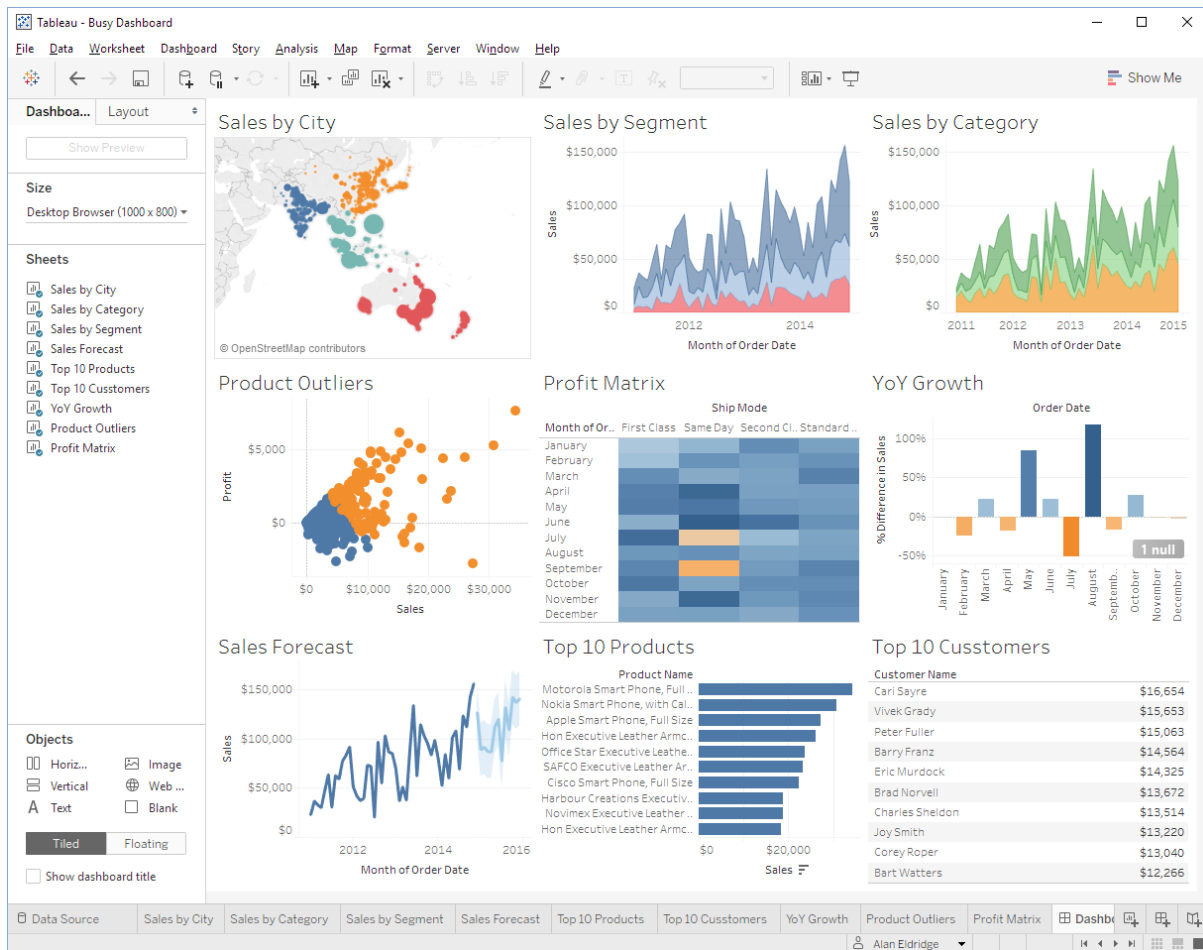 Tableau - Busy Dashboard
File Data Worksheet Dashboard Story Analysis Map Format Server Window Help
Show Me
Dashboa... Layout
Show Preview
Size
Desktop Browser (1000 x 800)
Sheets
Sales by City
Sales by Category
Sales by Segment
Sales Forecast
Top 10 Products
Top 10 Cusstomers
YoY Growth
Product Outliers
Profit Matrix
Objects
Horiz... Image
Vertical Web ...
A Text Blank
Tiled Floating
Show dashboard title
Sales by City
© OpenStreetMap contributors
Sales by Segment
$150,000
$100,000
$50,000
$0
Sales
2012 2014
Month of Order Date
Sales by Category
$150,000
$100,000
$50,000
$0
Sales
2011 2012 2013 2014 2015
Month of Order Date
Product Outliers
$5,000
$0
Profit
$0 $10,000 $20,000 $30,000
Sales
Profit Matrix
Ship Mode
Month of Or.. First Class Same Day Second Cl.. Standard ..
January
February
March
April
May
June
July
August
September
October
November
December
YoY Growth
Order Date
100%
50%
0%
-50%
% Difference in Sales
1 null
January
February
March
April
May
June
July
August
Septemb..
October
November
December
Sales Forecast
$150,000
$100,000
$50,000
$0
Sales
2012 2014 2016
Month of Order Date
Top 10 Products
Product Name
Motorola Smart Phone, Full ..
Nokia Smart Phone, with Cal..
Apple Smart Phone, Full Size
Hon Executive Leather Armc..
Office Star Executive Leathe..
SAFCO Executive Leather Ar..
Cisco Smart Phone, Full Size
Harbour Creations Executiv..
Novimex Executive Leather ..
Hon Executive Leather Armc..
$0 $20,000
Sales
Top 10 Cusstomers
Customer Name
Cari Sayre $16,654
Vivek Grady $15,653
Peter Fuller $15,063
Barry Franz $14,564
Eric Murdock $14,325
Brad Norvell $13,672
Charles Sheldon $13,514
Joy Smith $13,220
Corey Roper $13,040
Bart Watters $12,266
Data Source Sales by City Sales by Category Sales by Segment Sales Forecast Top 10 Products Top 10 Cusstomers YoY Growth Product Outliers Profit Matrix Dashbo
Alan Eldridge